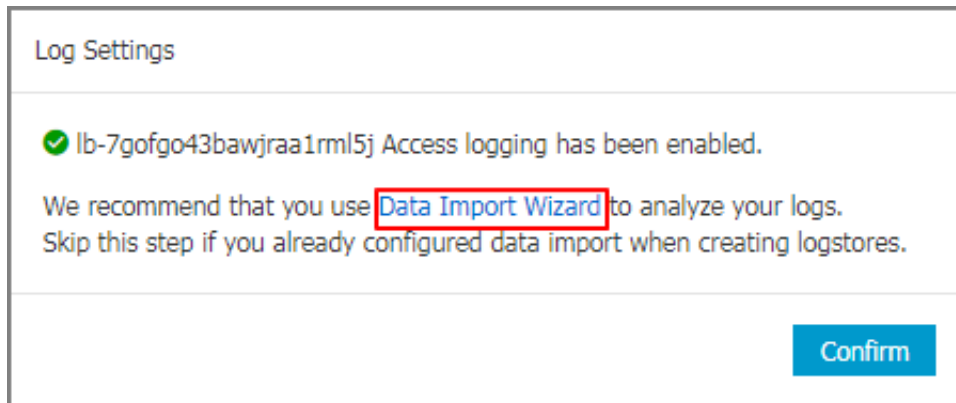 Log Settings
lb-7gofgo43bawjraa1rml5j Access logging has been enabled.
We recommend that you use Data Import Wizard to analyze your logs.
Skip this step if you already configured data import when creating logstores.
Confirm